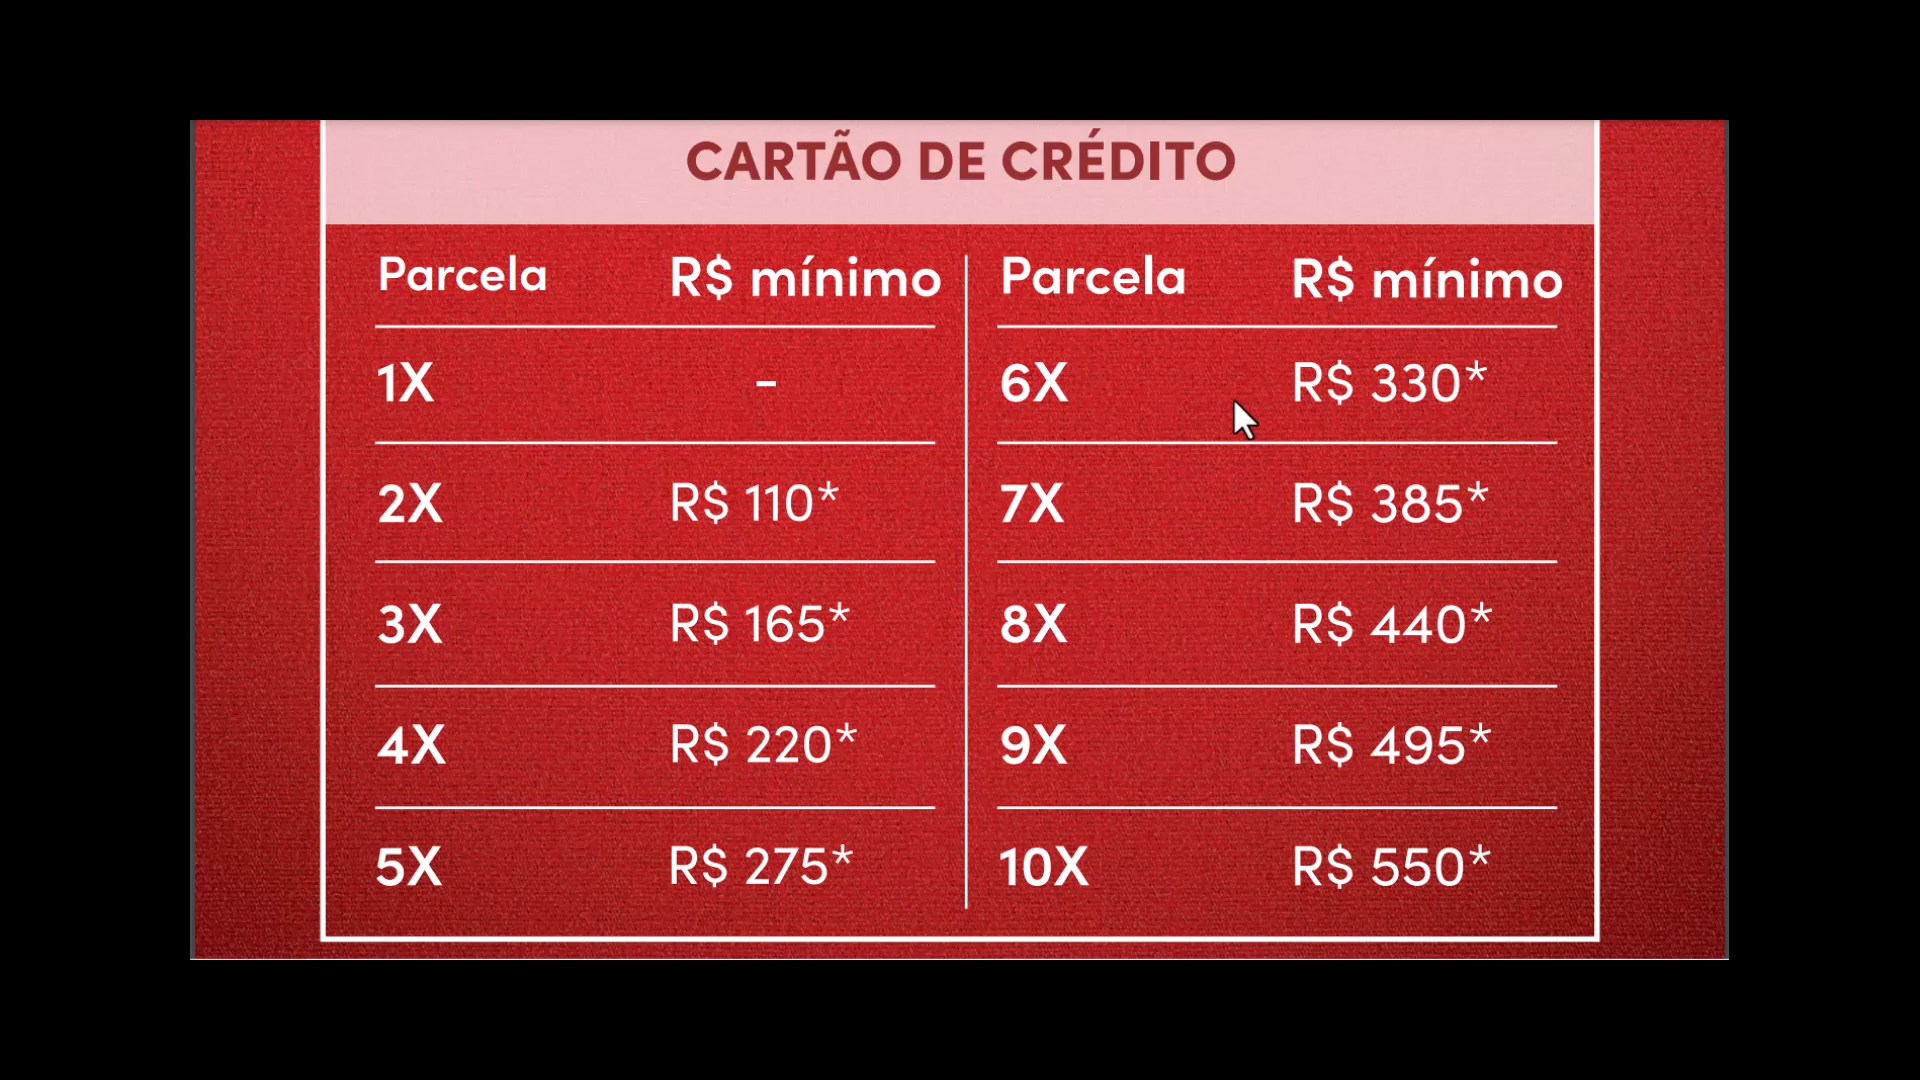 CARTÃO DE CRÉDITO
Parcela R$ mínimo Parcela R$ mínimo
1X - 6X R$ 330*
2X R$ 110* 7X R$ 385*
3X R$ 165* 8X R$ 440*
4X R$ 220* 9X R$ 495*
5X R$ 275* 10X R$ 550*